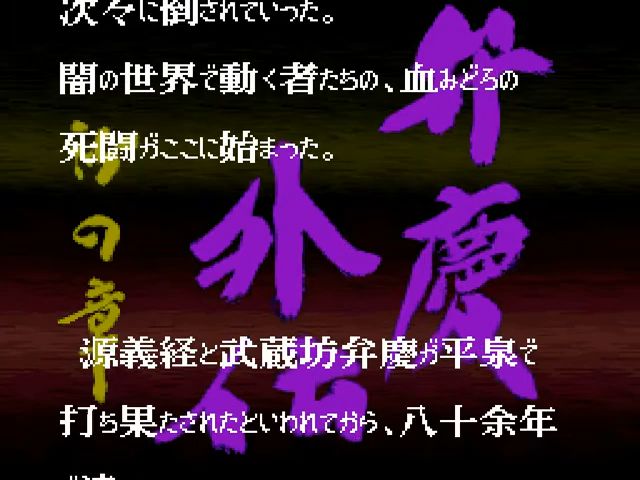 次々に倒されていった。
闇の世界で動く者たちの、血みどろの
死闘がここに始まった。
源義経と武蔵坊弁慶が平泉で
打ち果たされたといわれてから、八十余年
弁慶
外伝
の章